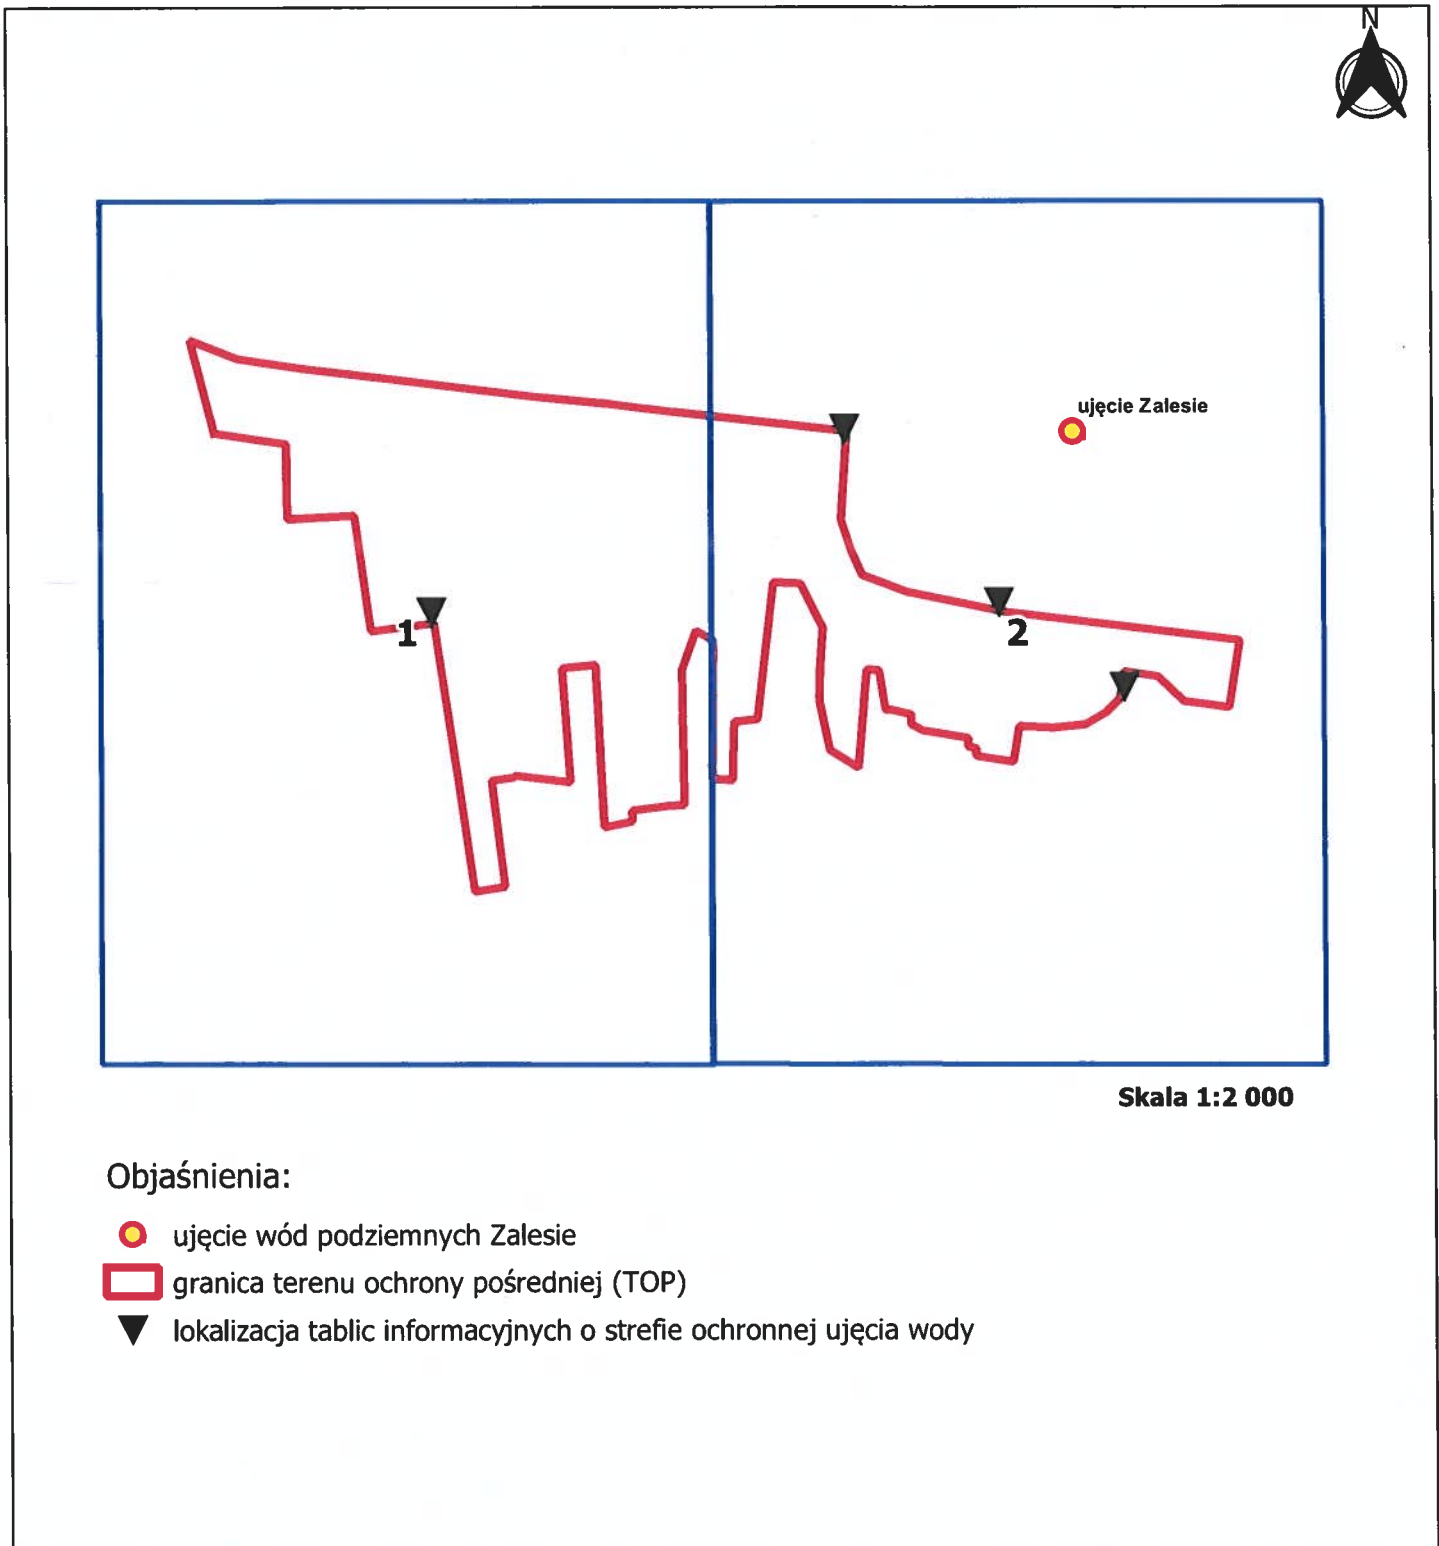 N
ujęcie Zalesie
1
2
Skala 1:2 000
Objaśnienia:
ujęcie wód podziemnych Zalesie
granica terenu ochrony pośredniej (TOP)
lokalizacja tablic informacyjnych o strefie ochronnej ujęcia wody